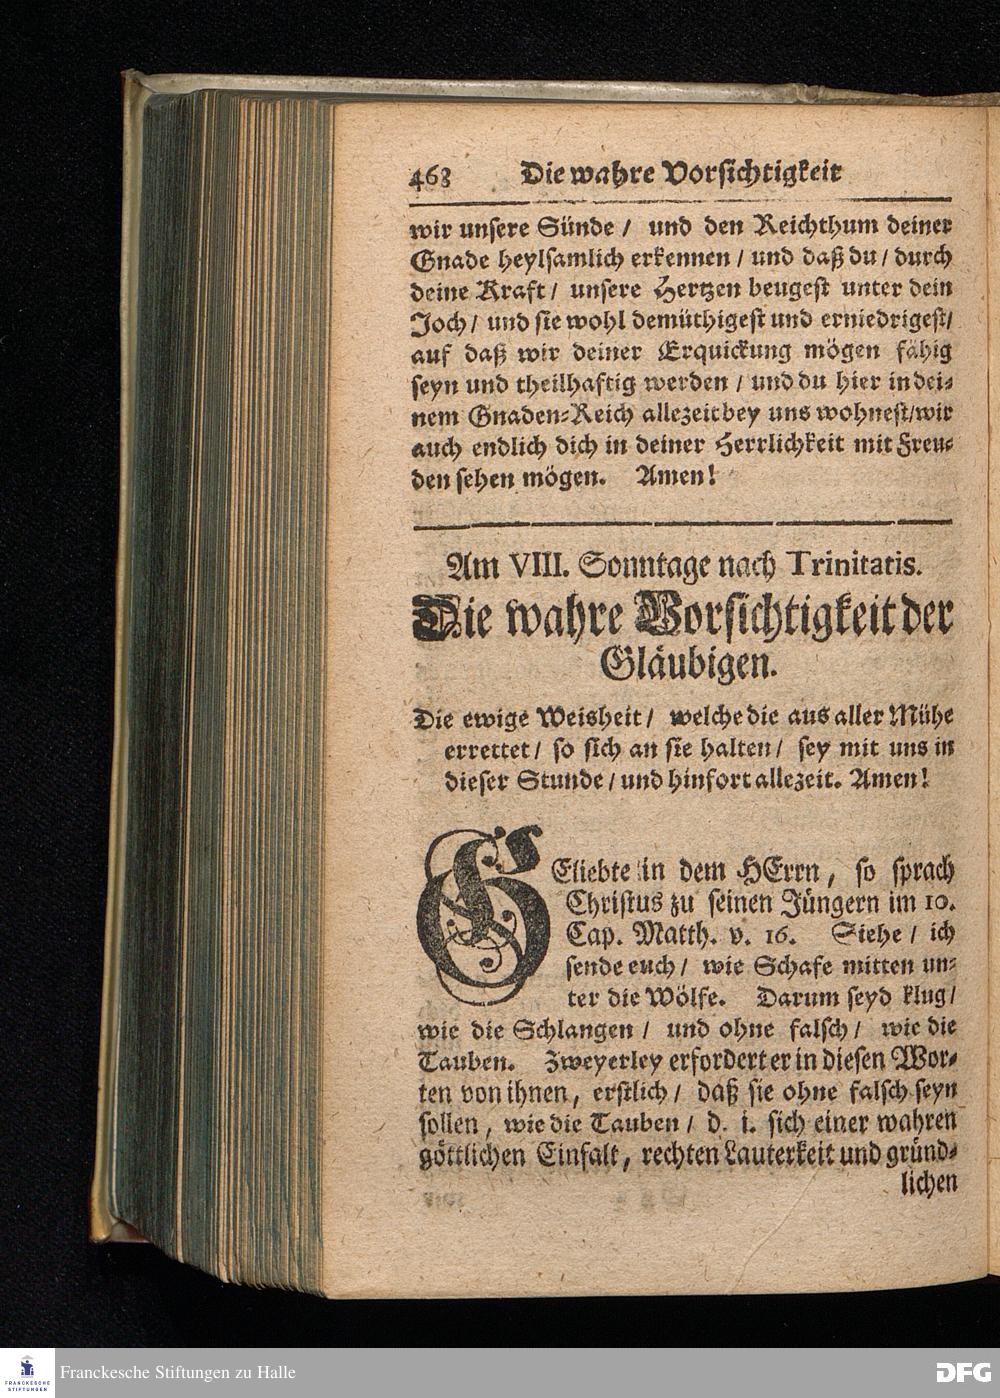 468 Die wahre Vorsichtigkeit
wir unsere Sünde / und den Reichthum deiner
Gnade heylsamlich erkennen / und daß du / durch
deine Kraft / unsere Hertzen beugest unter dein
Joch / und sie wohl demüthigest und erniedrigest /
auf daß wir deiner Erquickung mögen fähig
seyn und theilhaftig werden / und du hier in dei-
nem Gnaden-Reich allezeit bey uns wohnest / wir
auch endlich dich in deiner Herrlichkeit mit Freu-
den sehen mögen. Amen!
Am VIII. Sonntage nach Trinitatis.
Die wahre Vorsichtigkeit der
Gläubigen.
Die ewige Weisheit / welche die aus aller Mühe
errettet / so sich an sie halten / sey mit uns in
dieser Stunde / und hinfort allezeit. Amen!
GEliebte in dem HErrn, so sprach
Christus zu seinen Jüngern im 10.
Cap. Matth. v. 16. Siehe / ich
sende euch / wie Schafe mitten un-
ter die Wölfe. Darum seyd klug /
wie die Schlangen / und ohne falsch / wie die
Tauben. Zweyerley erfordert er in diesen Wor-
ten von ihnen, erstlich / daß sie ohne falsch seyn
sollen, wie die Tauben / d. i. sich einer wahren
göttlichen Einfalt, rechten Lauterkeit und gründ-
lichen
FRANCKESCHE
STIFTUNGEN
Franckesche Stiftungen zu Halle
DFG